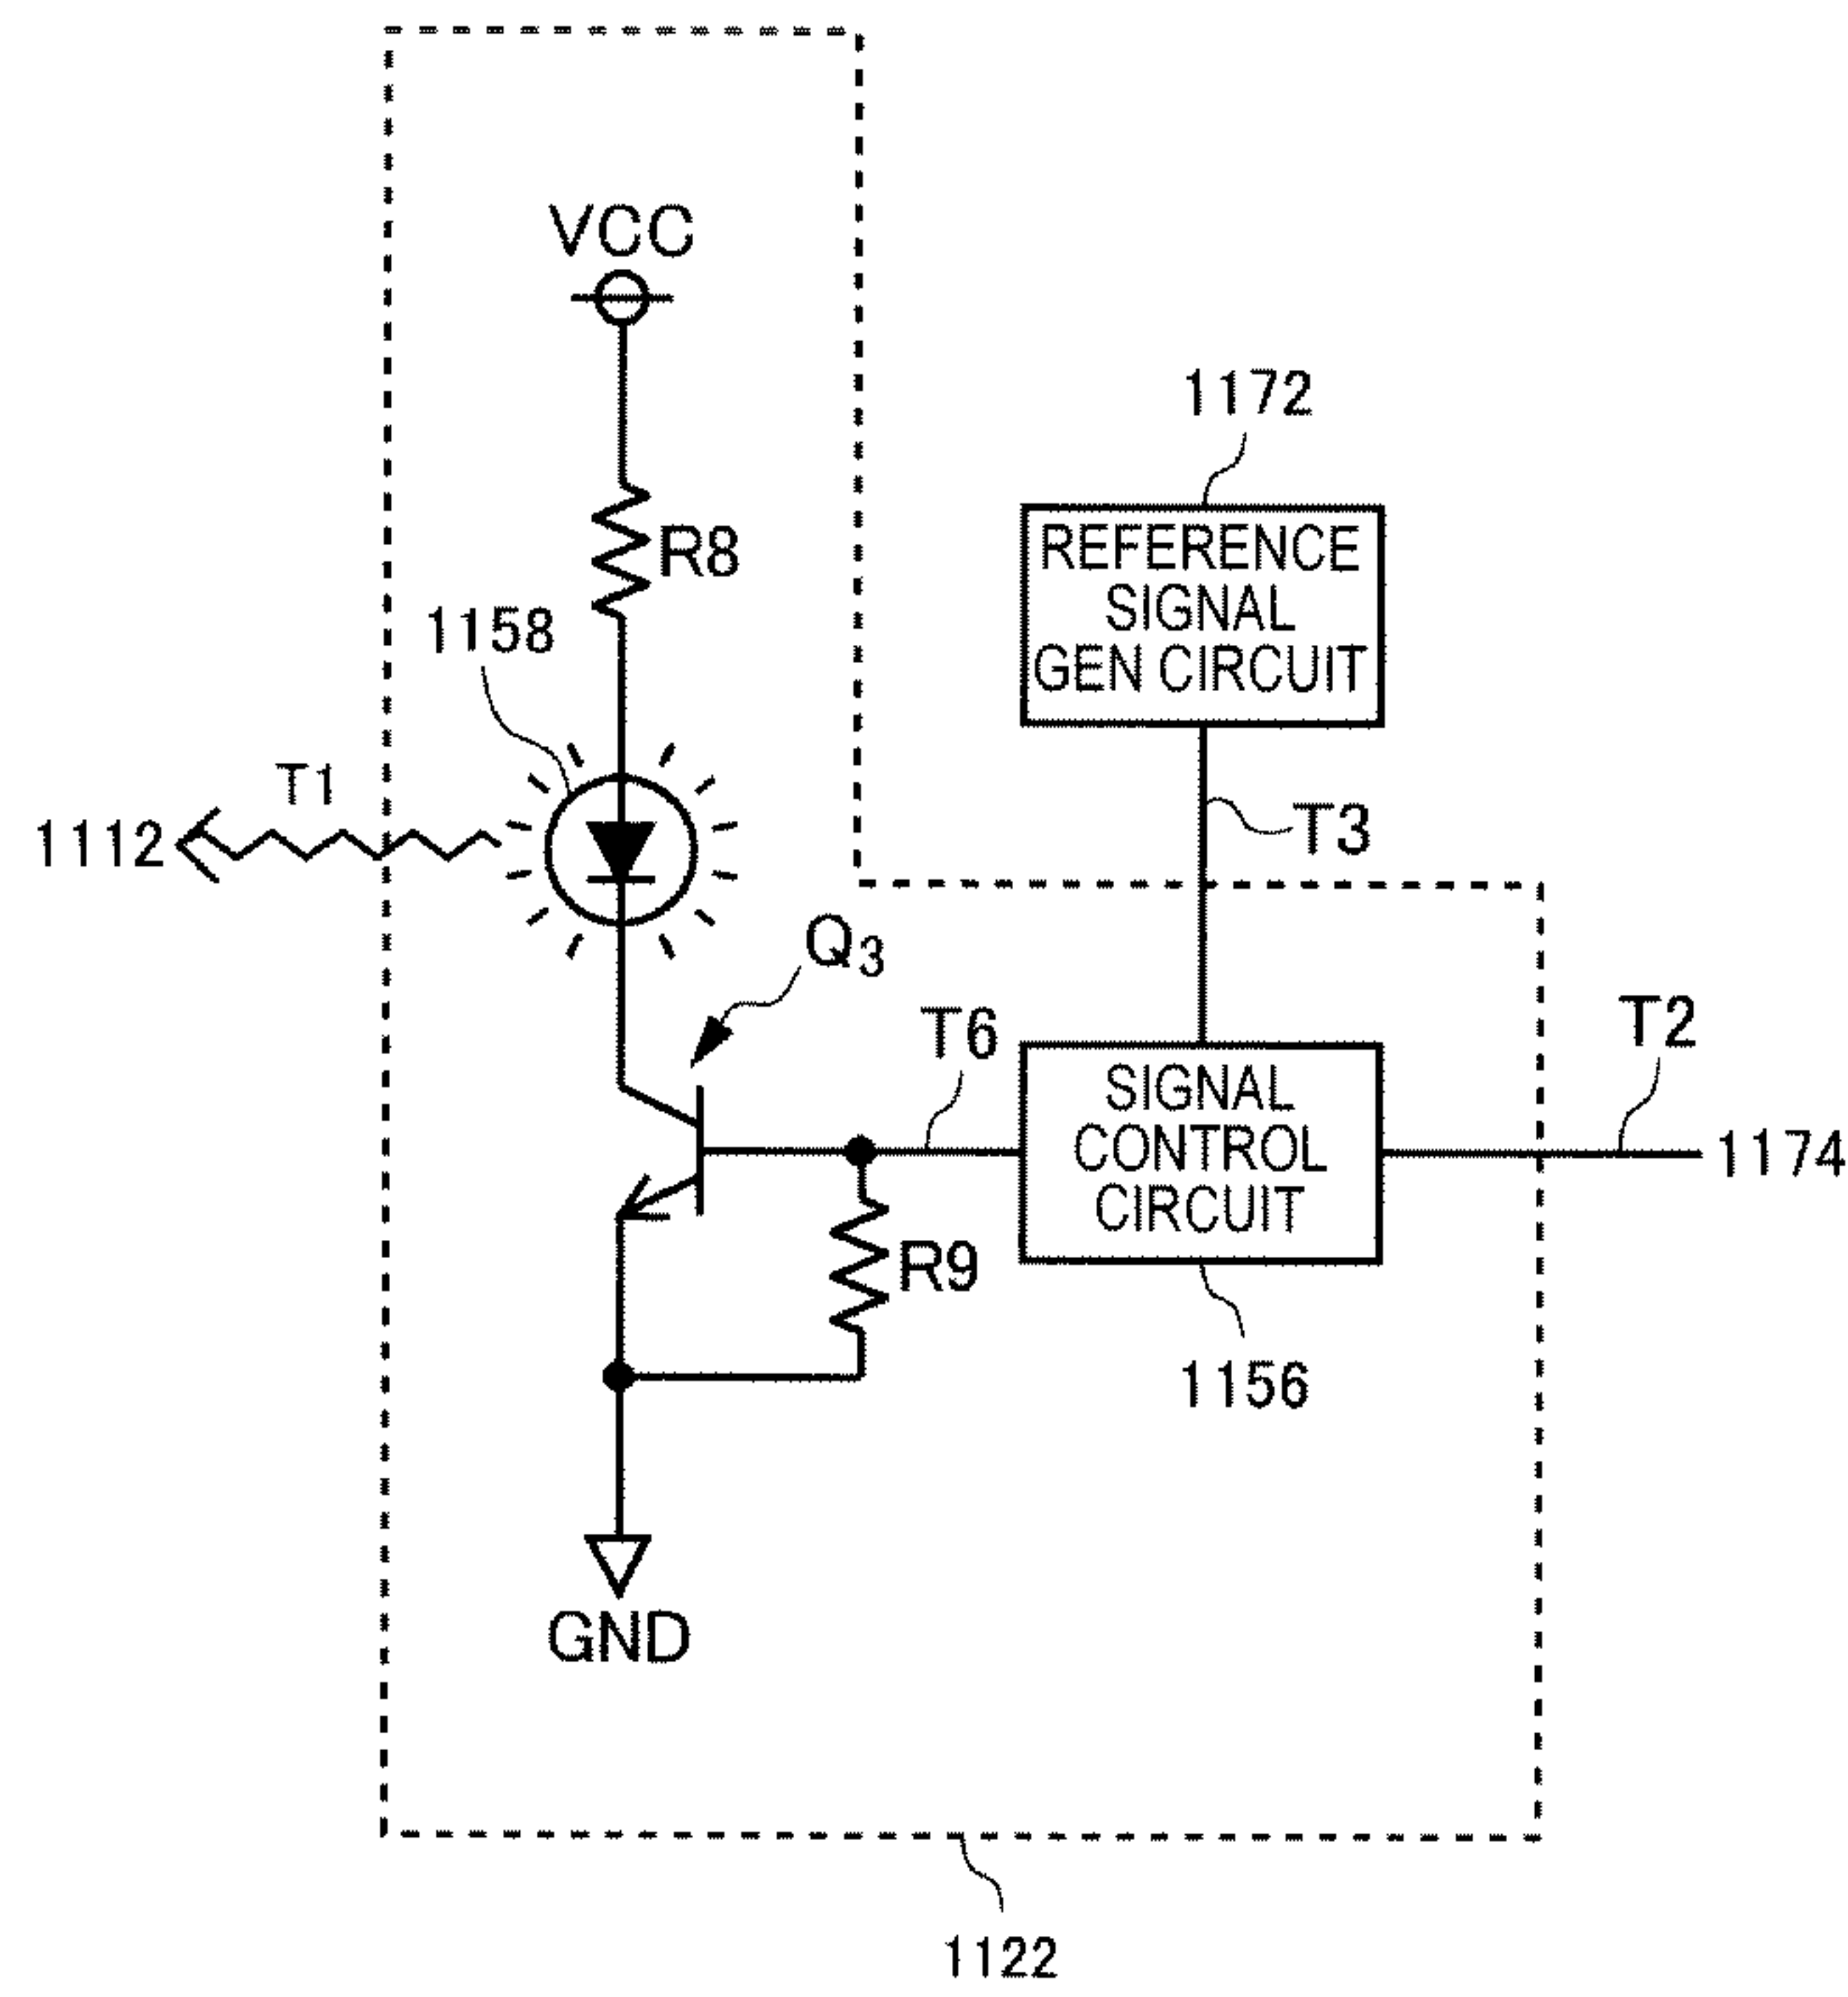 VCC
1172
R8
REFERENCE
SIGNAL
GEN CIRCUIT
1158
T1
T3
1112
Q3
T6
T2
SIGNAL
CONTROL
CIRCUIT
1174
R9
1156
GND
1122